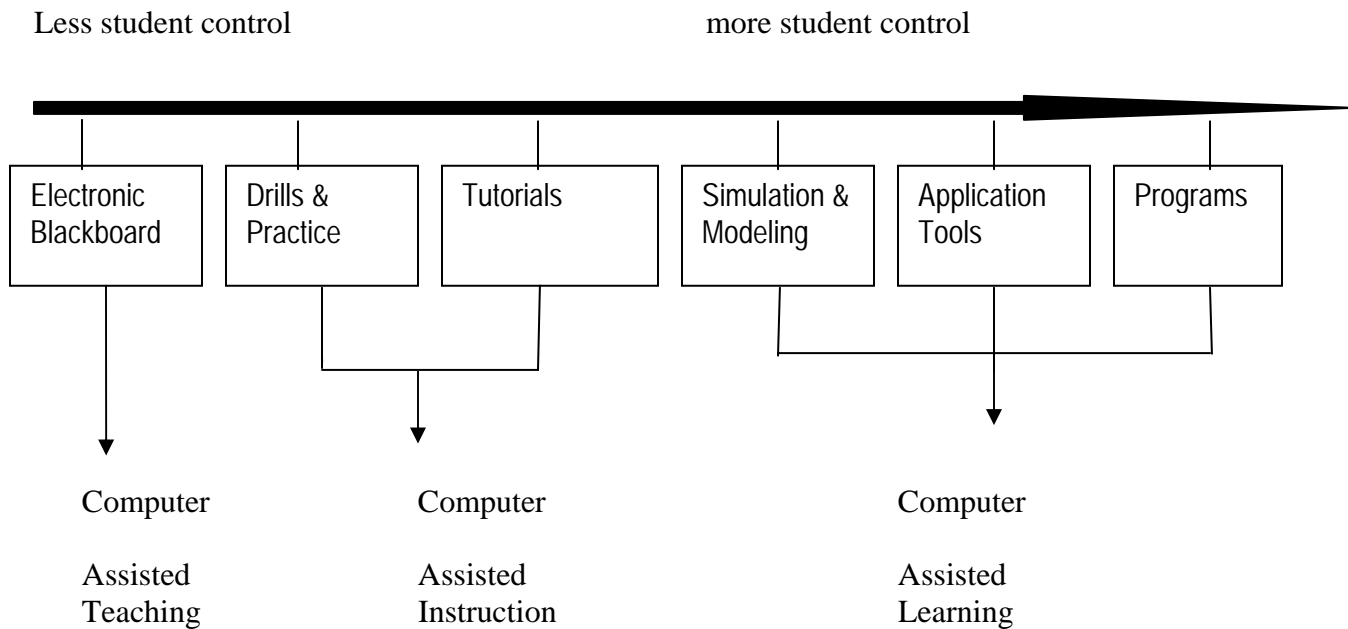 Less student control
more student control
Electronic
Blackboard
Drills &
Practice
Tutorials
Simulation &
Modeling
Application
Tools
Programs
Computer
Assisted
Teaching
Computer
Assisted
Instruction
Computer
Assisted
Learning